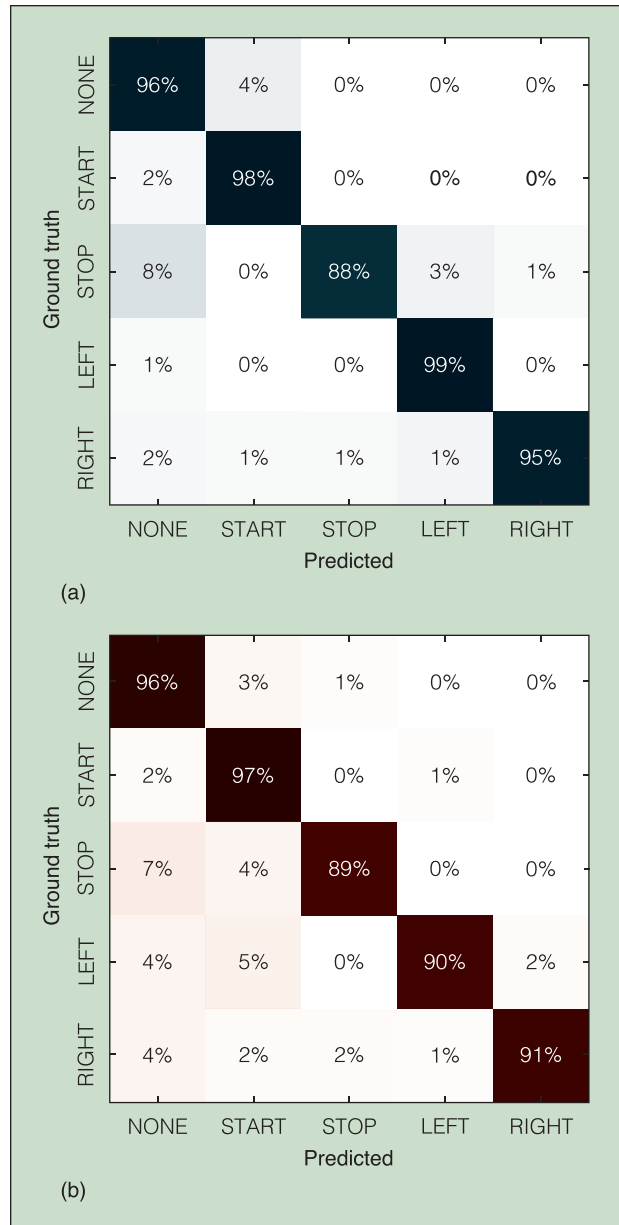 NONE 96% 4% 0% 0% 0%
START 2% 98% 0% 0% 0%
STOP 8% 0% 88% 3% 1%
LEFT 1% 0% 0% 99% 0%
RIGHT 2% 1% 1% 1% 95%
Ground truth
NONE START STOP LEFT RIGHT
Predicted
(a)
NONE 96% 3% 1% 0% 0%
START 2% 97% 0% 1% 0%
STOP 7% 4% 89% 0% 0%
LEFT 4% 5% 0% 90% 2%
RIGHT 4% 2% 2% 1% 91%
Ground truth
NONE START STOP LEFT RIGHT
Predicted
(b)